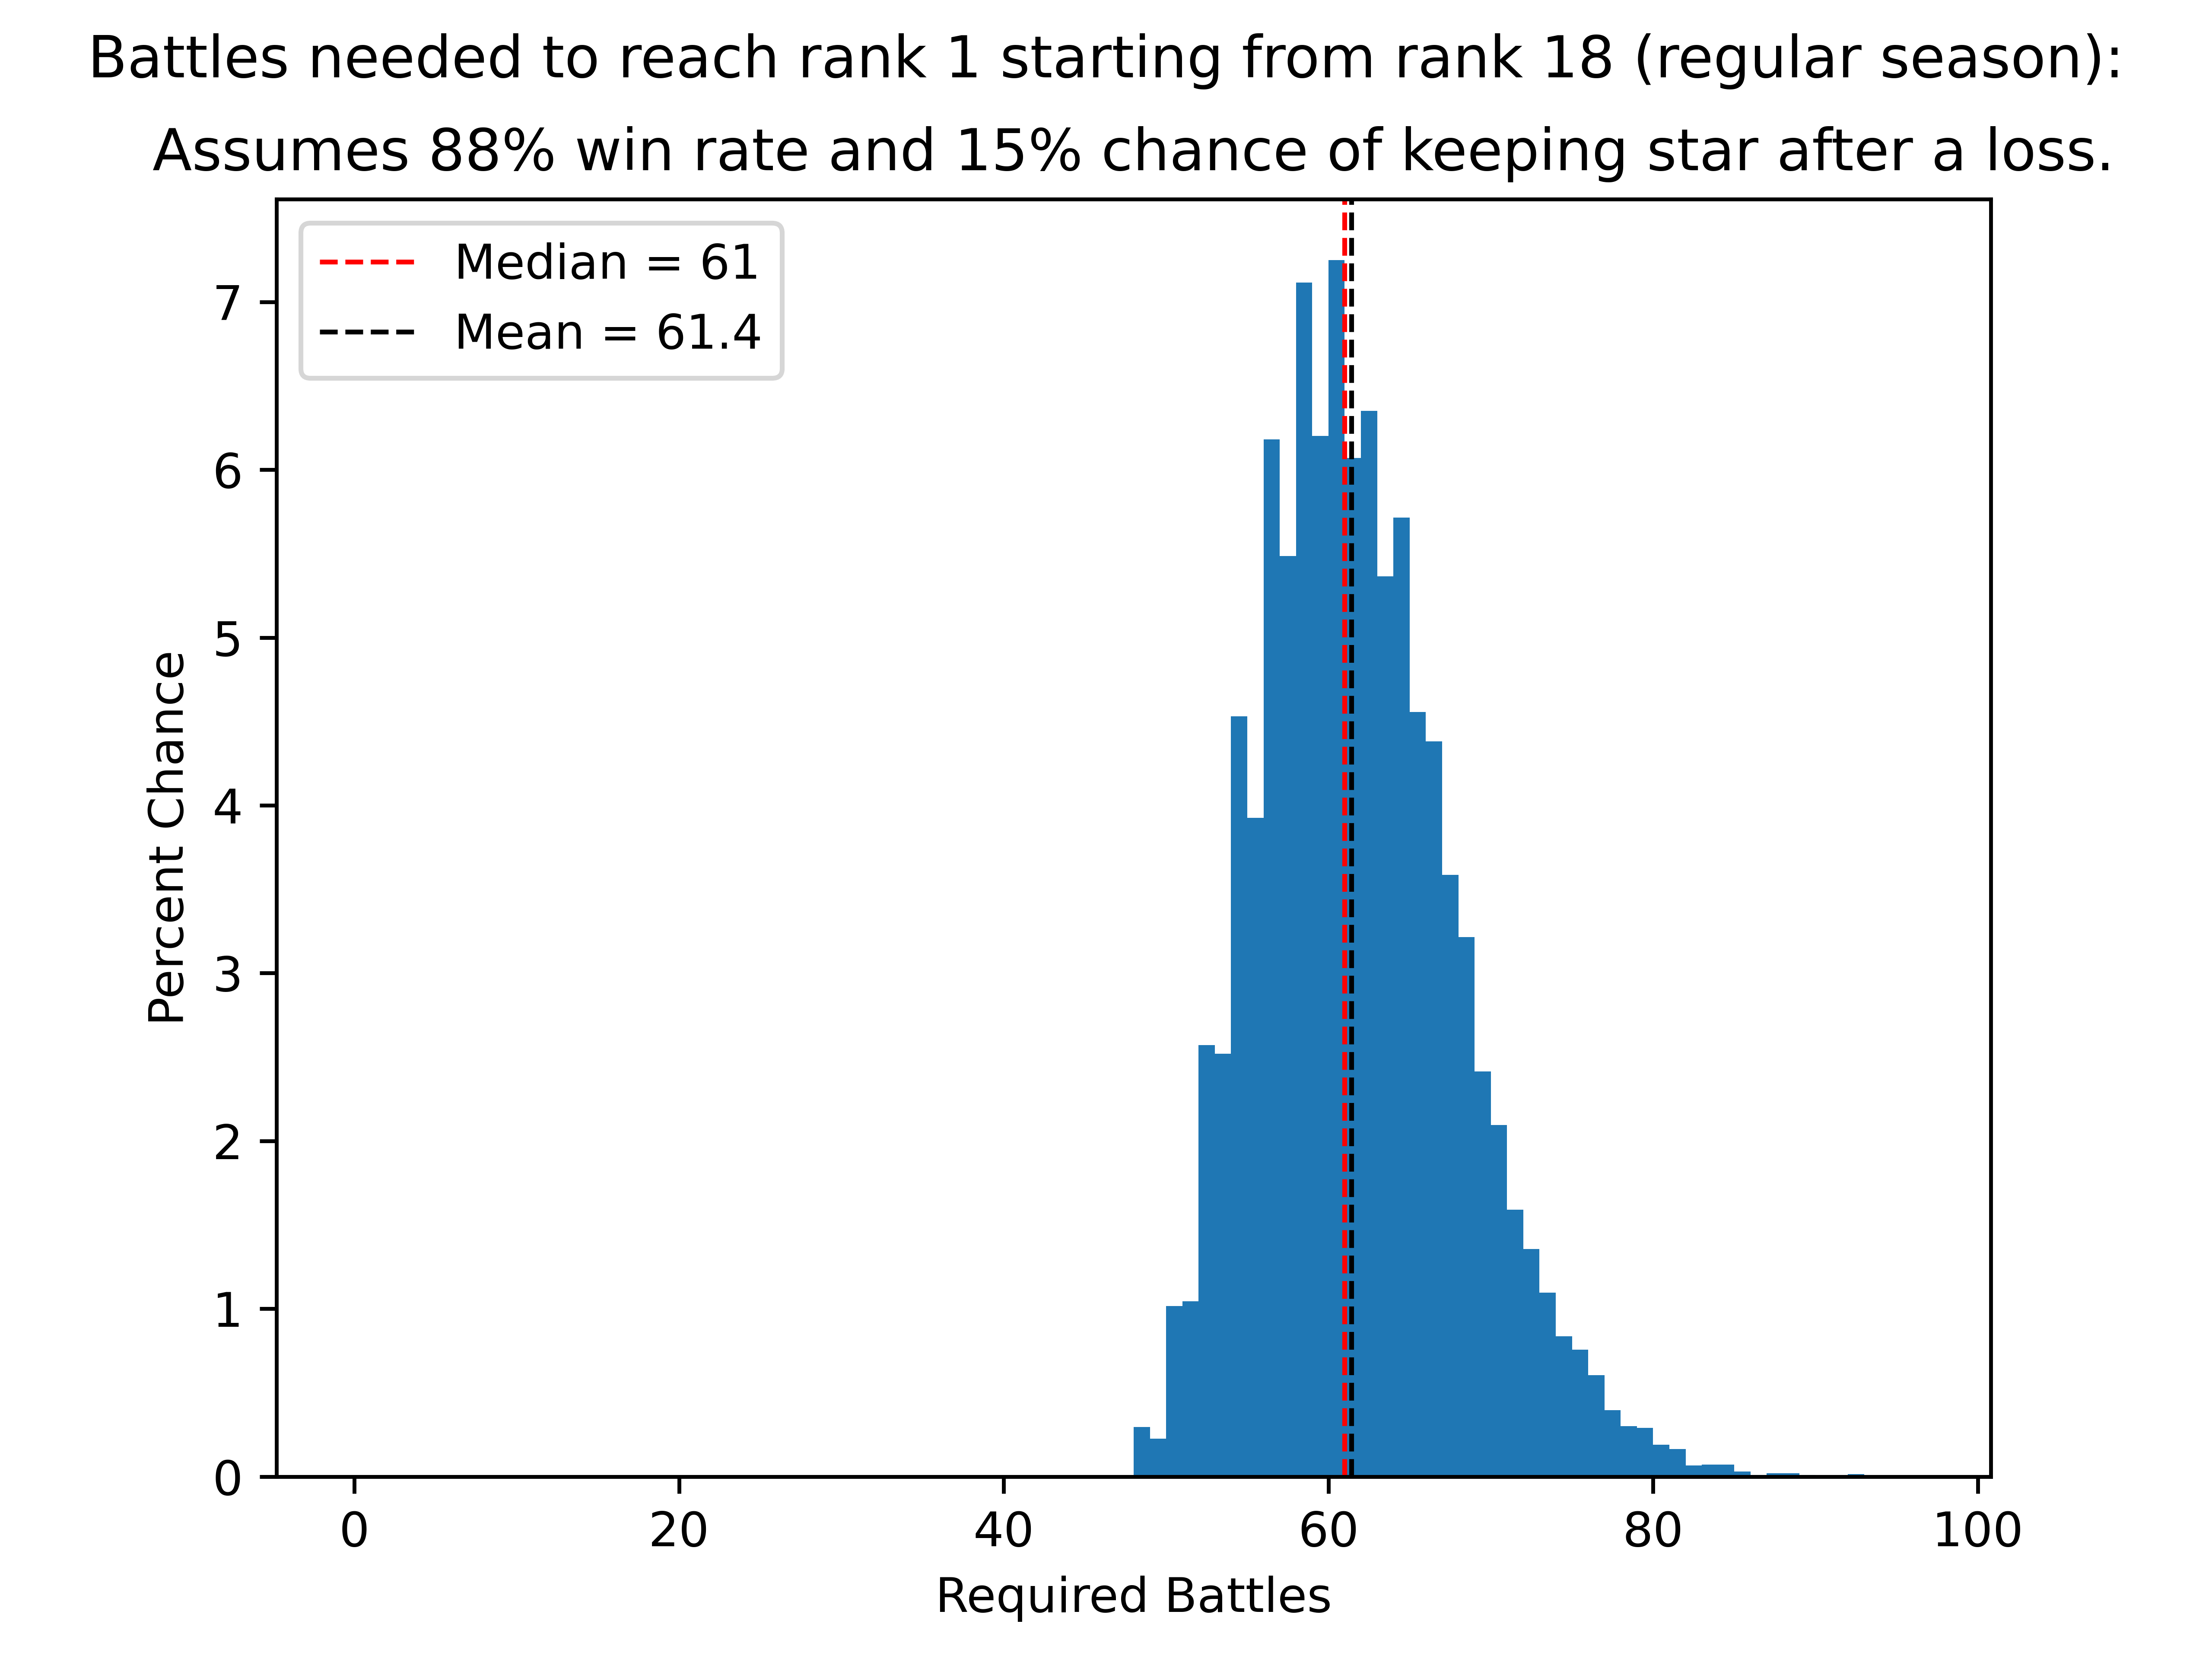 Battles needed to reach rank 1 starting from rank 18 (regular season):
Assumes 88% win rate and 15% chance of keeping star after a loss.
Median = 61
Mean = 61.4
7
6
5
4
3
2
1
0
Percent Chance
0 20 40 60 80 100
Required Battles